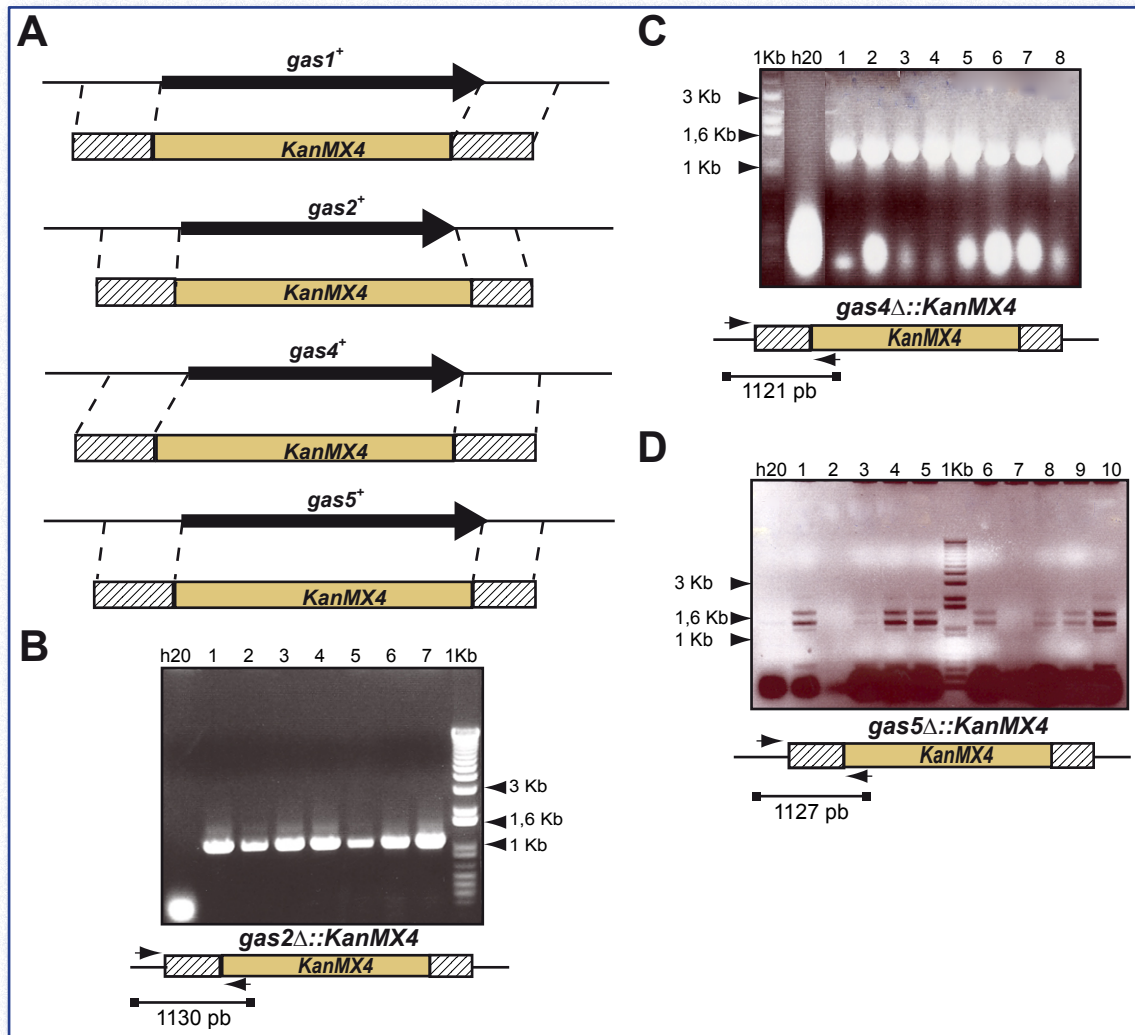 A
gas1+
KanMX4
gas2+
KanMX4
gas4+
KanMX4
gas5+
KanMX4
B
h20 1 2 3 4 5 6 7 1Kb
3 Kb
1,6 Kb
1 Kb
gas2Δ::KanMX4
KanMX4
1130 pb
C
1Kb h20 1 2 3 4 5 6 7 8
3 Kb
1,6 Kb
1 Kb
gas4Δ::KanMX4
KanMX4
1121 pb
D
h20 1 2 3 4 5 1Kb 6 7 8 9 10
3 Kb
1,6 Kb
1 Kb
gas5Δ::KanMX4
KanMX4
1127 pb